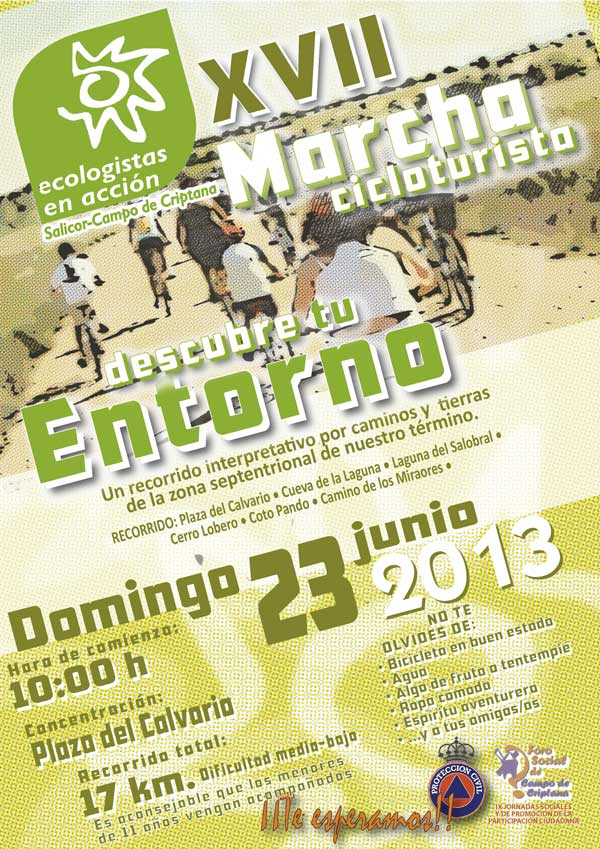 ecologistas
en acción
Salicor-Campo de Criptana
XVII
Marcha
cicloturista
descubre tu
Entorno
Un recorrido interpretativo por caminos y tierras
de la zona septentrional de nuestro término.
RECORRIDO: Plaza del Calvario • Cueva de la Laguna • Laguna del Salobral •
Cerro Lobero • Coto Pando • Camino de los Miraores •
Domingo 23 junio
2013
Hora de comienzo:
10:00 h
Concentración:
Plaza del Calvario
Recorrido total:
17 km. Dificultad media-baja
Es aconsejable que los menores
de 11 años vengan acompañados
NO TE
OLVIDES DE:
• Bicicleta en buen estado
• Agua
• Algo de fruta o tentempie
• Ropa comoda
• Espiritu aventurero
• ...y a tus amigos/as
¡¡Te esperamos!!
PROTECCION CIVIL
Foro
Social
de
Campo de
Criptana
IX JORNADAS SOCIALES
Y DE PROMOCIÓN DE LA
PARTICIPACIÓN CIUDADANA